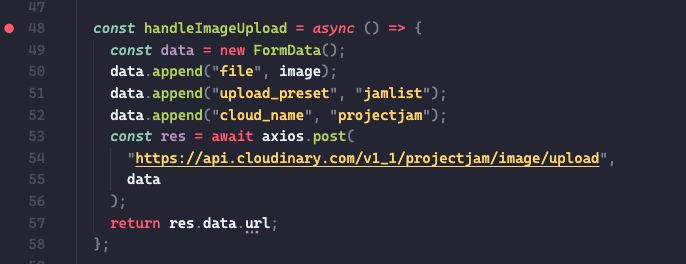 47
48 const handleImageUpload = async () => {
49 const data = new FormData();
50 data.append("file", image);
51 data.append("upload_preset", "jamlist");
52 data.append("cloud_name", "projectjam");
53 const res = await axios.post(
54 "https://api.cloudinary.com/v1_1/projectjam/image/upload",
55 data
56 );
57 return res.data.url;
58 };
59